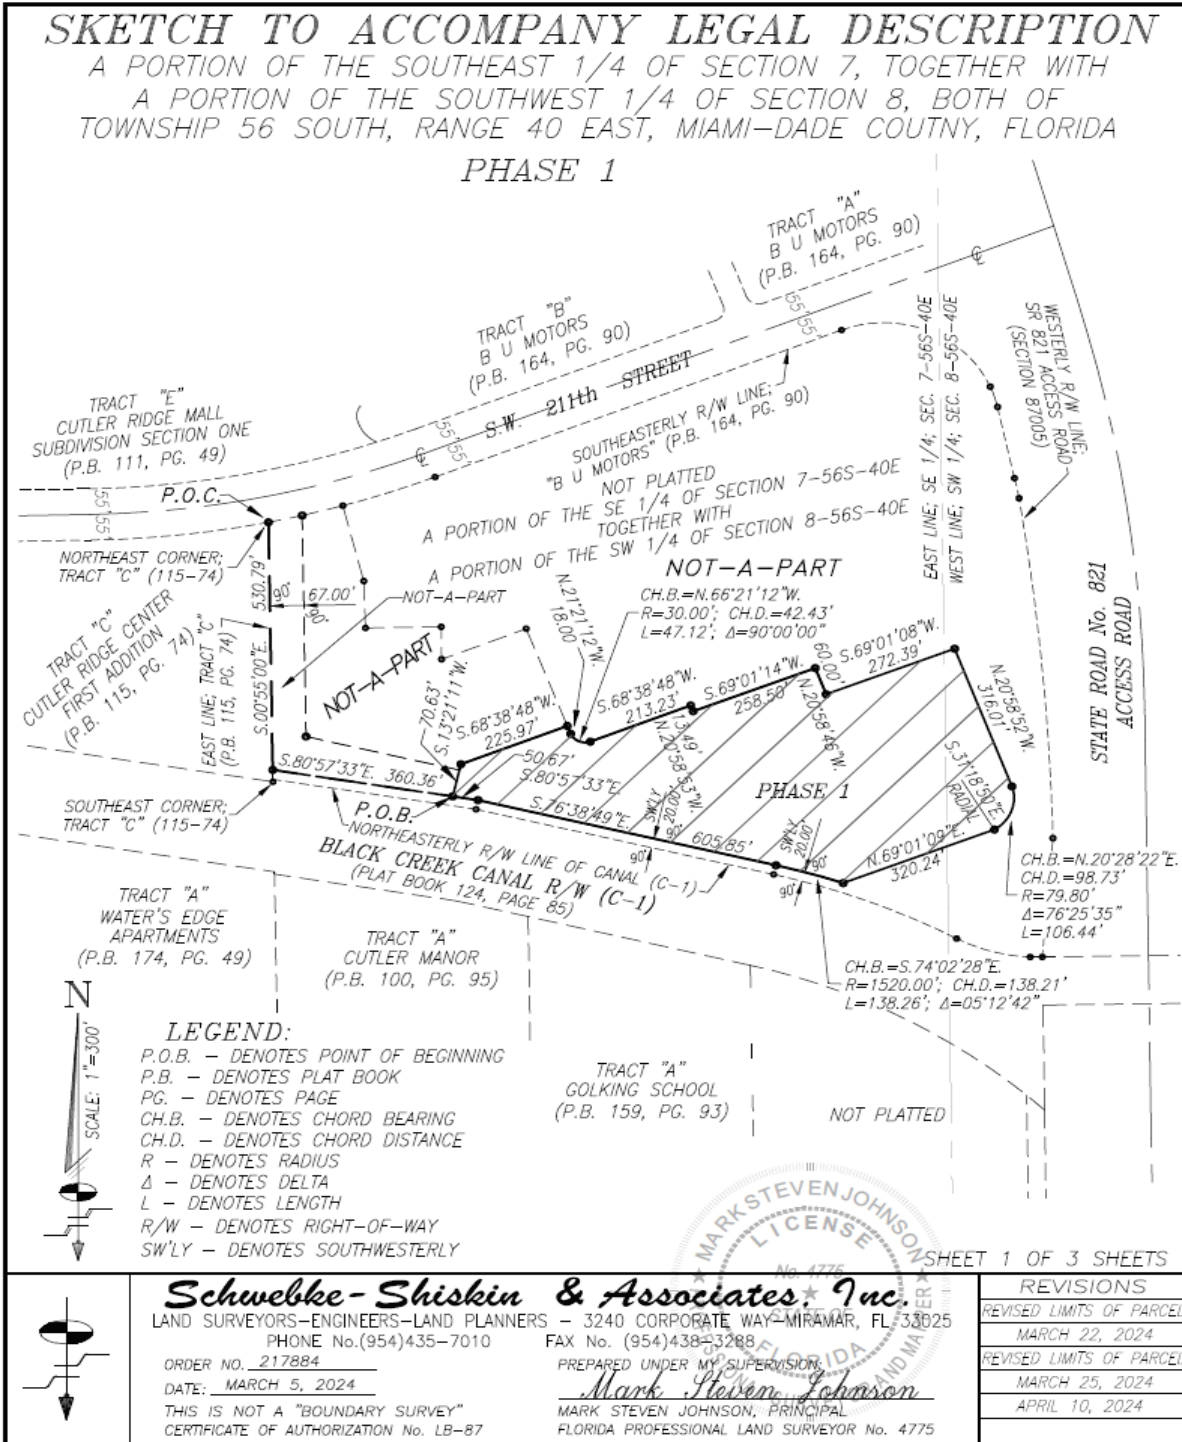 SKETCH TO ACCOMPANY LEGAL DESCRIPTION
A PORTION OF THE SOUTHEAST 1/4 OF SECTION 7, TOGETHER WITH
A PORTION OF THE SOUTHWEST 1/4 OF SECTION 8, BOTH OF
TOWNSHIP 56 SOUTH, RANGE 40 EAST, MIAMI-DADE COUTNY, FLORIDA
PHASE 1
TRACT "A"
B U MOTORS
(P.B. 164, PG. 90)
TRACT "B"
B U MOTORS
(P.B. 164, PG. 90)
TRACT "E"
CUTLER RIDGE MALL
SUBDIVISION SECTION ONE
(P.B. 111, PG. 49)
55' 55'
55' 55'
55' 55'
S.W. 211th STREET
SOUTHEASTERLY R/W LINE;
"B U MOTORS" (P.B. 164, PG. 90)
EAST LINE; SE 1/4; SEC. 7-56S-40E
WEST LINE; SW 1/4; SEC. 8-56S-40E
WESTERLY R/W LINE;
SR 821 ACCESS ROAD
(SECTION 87005)
STATE ROAD No. 821
ACCESS ROAD
P.O.C.
NOT PLATTED
A PORTION OF THE SE 1/4 OF SECTION 7-56S-40E
TOGETHER WITH
A PORTION OF THE SW 1/4 OF SECTION 8-56S-40E
NOT-A-PART
NORTHEAST CORNER;
TRACT "C" (115-74)
530.79'
90°
67.00'
90°
NOT-A-PART
NOT-A-PART
TRACT "C"
CUTLER RIDGE CENTER
FIRST ADDITION
(P.B. 115, PG. 74)
EAST LINE; TRACT "C"
(P.B. 115, PG. 74)
S.00°55'00"E.
N.21°21'12"W.
18.00'
CH.B.=N.66°21'12"W.
R=30.00'; CH.D.=42.43'
L=47.12'; Δ=90°00'00"
S.13°21'11"W.
70.63'
S.68°38'48"W.
225.97'
S.68°38'48"W.
213.23'
N.20°58'53"W.
13.49'
S.69°01'14"W.
258.50'
60.00'
N.20°58'46"W.
S.69°01'08"W.
272.39'
N.20°58'52"W.
316.01'
S.80°57'33"E. 360.36'
50.67'
S.80°57'33"E.
S.76°38'49"E.
605.85'
PHASE 1
S.31°18'50"E.
RADIAL
N.69°01'09"E.
320.24'
SW'LY
20.00'
90°
90°
SW'LY
20.00'
90°
90°
SOUTHEAST CORNER;
TRACT "C" (115-74)
P.O.B.
NORTHEASTERLY R/W LINE OF CANAL (C-1)
BLACK CREEK CANAL R/W (C-1)
(PLAT BOOK 124, PAGE 85)
CH.B.=N.20°28'22"E.
CH.D.=98.73'
R=79.80'
Δ=76°25'35"
L=106.44'
CH.B.=S.74°02'28"E.
R=1520.00'; CH.D.=138.21'
L=138.26'; Δ=05°12'42"
TRACT "A"
WATER'S EDGE
APARTMENTS
(P.B. 174, PG. 49)
TRACT "A"
CUTLER MANOR
(P.B. 100, PG. 95)
TRACT "A"
GOLKING SCHOOL
(P.B. 159, PG. 93)
NOT PLATTED
N
SCALE: 1"=300'
LEGEND:
P.O.B. - DENOTES POINT OF BEGINNING
P.B. - DENOTES PLAT BOOK
PG. - DENOTES PAGE
CH.B. - DENOTES CHORD BEARING
CH.D. - DENOTES CHORD DISTANCE
R - DENOTES RADIUS
Δ - DENOTES DELTA
L - DENOTES LENGTH
R/W - DENOTES RIGHT-OF-WAY
SW'LY - DENOTES SOUTHWESTERLY
MARK STEVEN JOHNSON
LICENSE
STATE OF
FLORIDA
SHEET 1 OF 3 SHEETS
Schwebke-Shiskin & Associates, Inc.
LAND SURVEYORS-ENGINEERS-LAND PLANNERS - 3240 CORPORATE WAY-MIRAMAR, FL 33025
PHONE No.(954)435-7010 FAX No. (954)438-3288
ORDER NO. 217884
DATE: MARCH 5, 2024
THIS IS NOT A "BOUNDARY SURVEY"
CERTIFICATE OF AUTHORIZATION No. LB-87
PREPARED UNDER MY SUPERVISION:
Mark Steven Johnson
MARK STEVEN JOHNSON, PRINCIPAL
FLORIDA PROFESSIONAL LAND SURVEYOR No. 4775
REVISIONS
REVISED LIMITS OF PARCEL
MARCH 22, 2024
REVISED LIMITS OF PARCEL
MARCH 25, 2024
APRIL 10, 2024